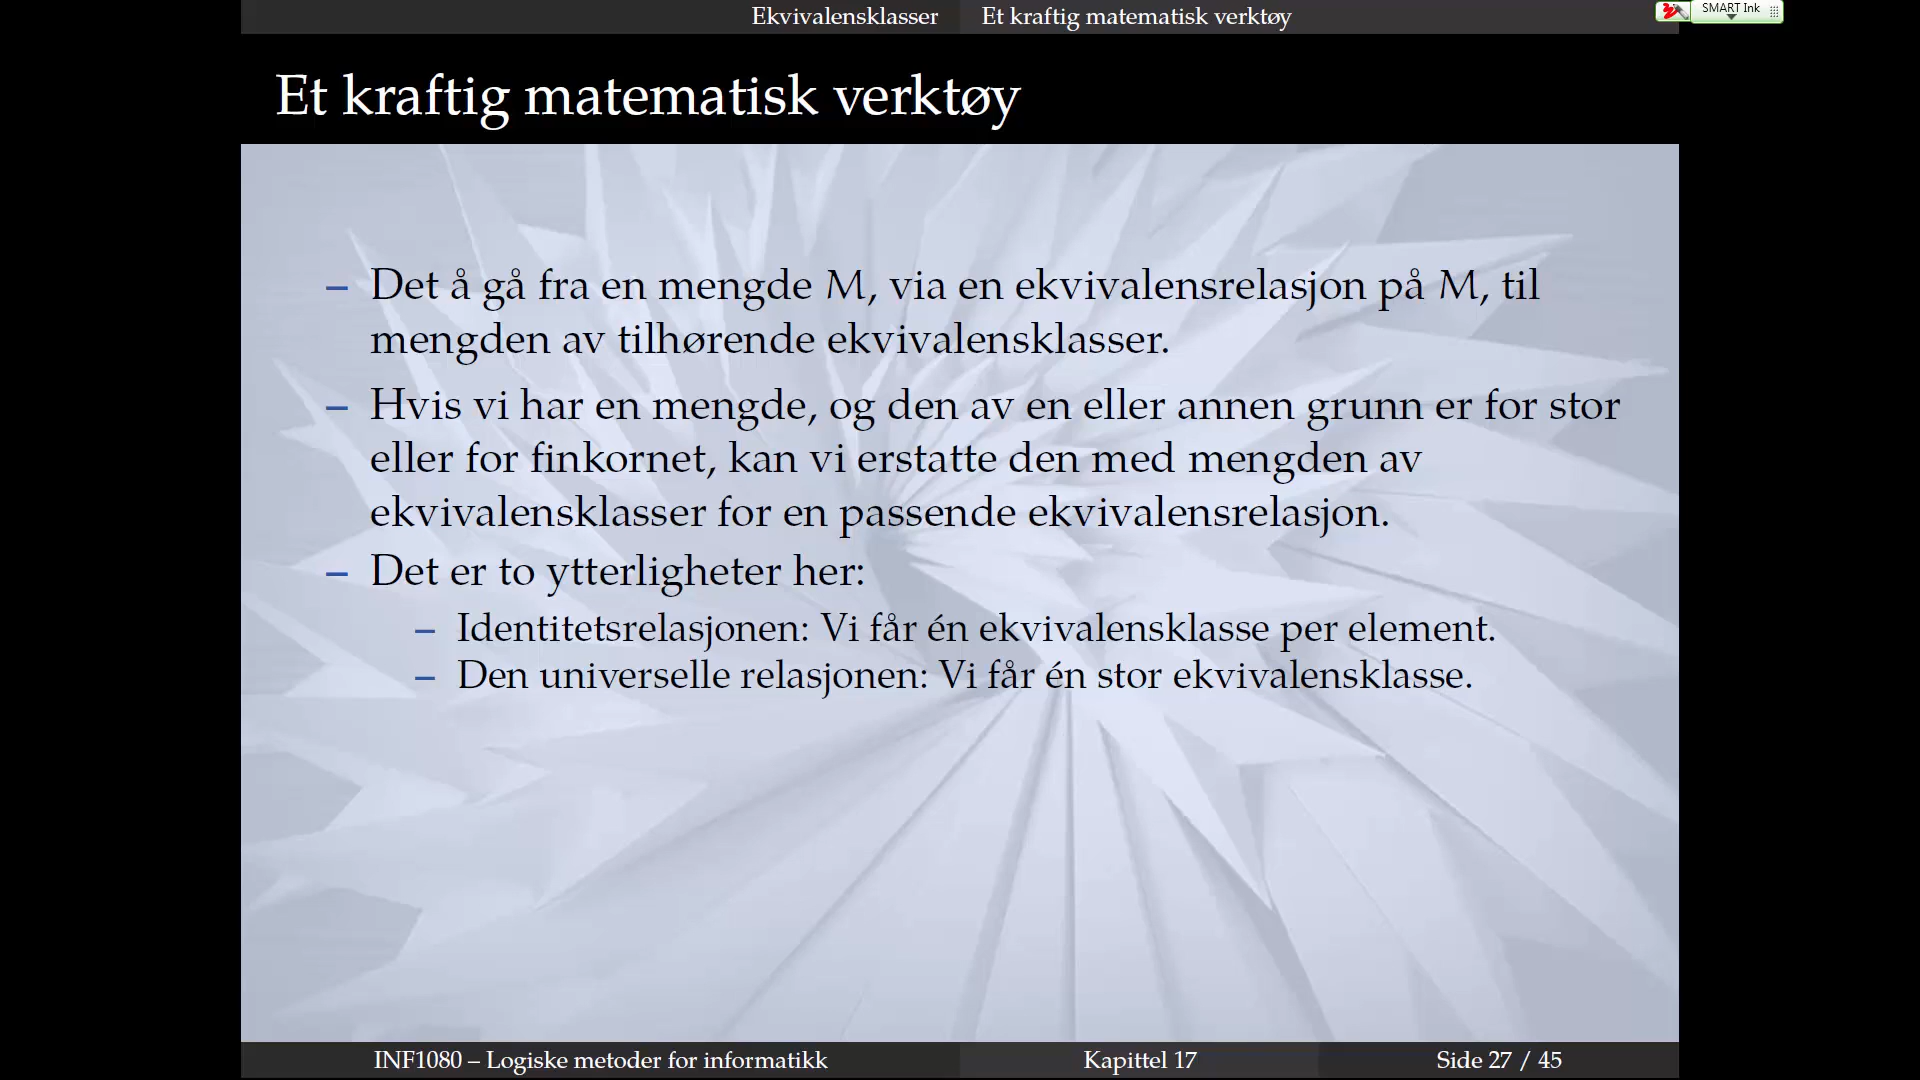 Ekvivalensklasser Et kraftig matematisk verktøy
SMART Ink
Et kraftig matematisk verktøy
– Det å gå fra en mengde M, via en ekvivalensrelasjon på M, til
mengden av tilhørende ekvivalensklasser.
– Hvis vi har en mengde, og den av en eller annen grunn er for stor
eller for finkornet, kan vi erstatte den med mengden av
ekvivalensklasser for en passende ekvivalensrelasjon.
– Det er to ytterligheter her:
– Identitetsrelasjonen: Vi får én ekvivalensklasse per element.
– Den universelle relasjonen: Vi får én stor ekvivalensklasse.
INF1080 – Logiske metoder for informatikk Kapittel 17 Side 27 / 45